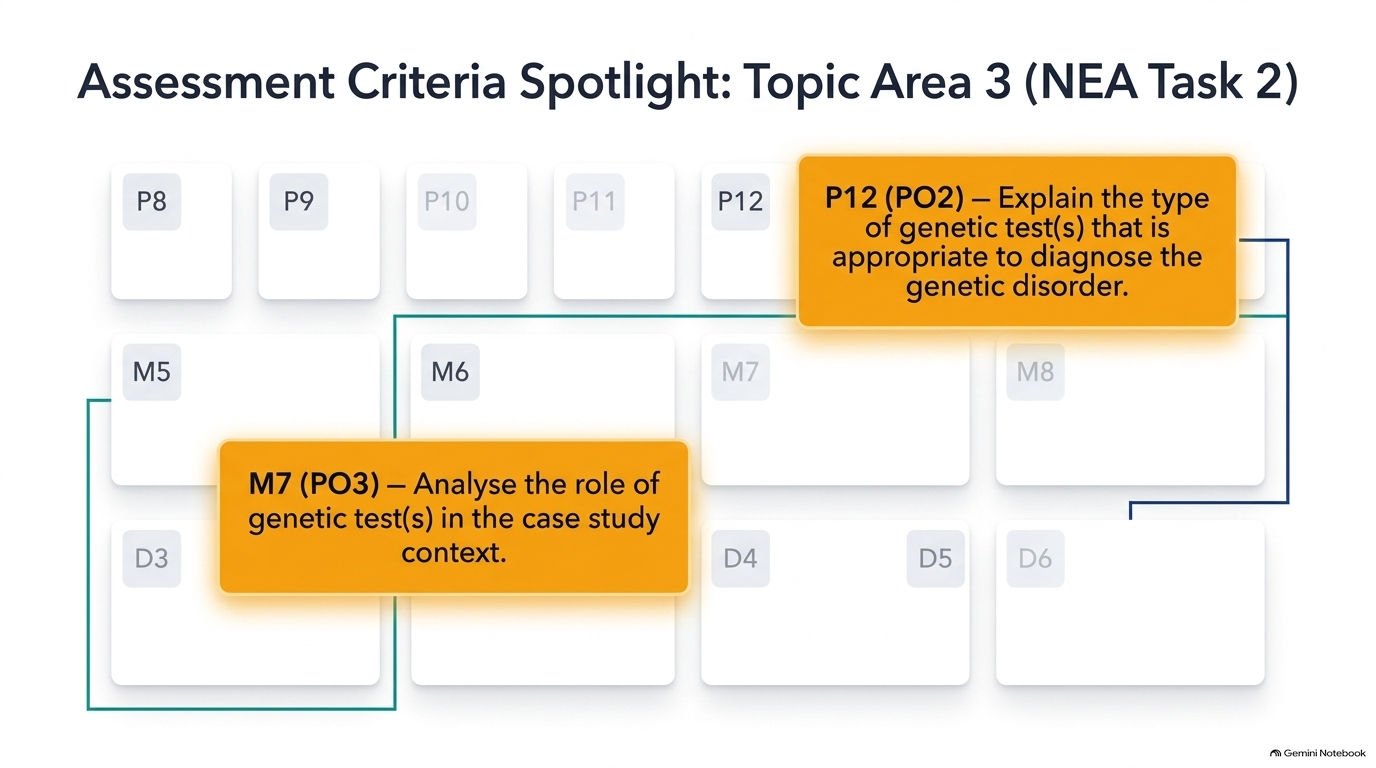 Assessment Criteria Spotlight: Topic Area 3 (NEA Task 2)
P8
P9
P10
P11
P12
P12 (PO2) – Explain the type
of genetic test(s) that is
appropriate to diagnose the
genetic disorder.
M5
M6
M7
M8
M7 (PO3) – Analyse the role of
genetic test(s) in the case study
context.
D3
D4
D5
D6
Gemini Notebook